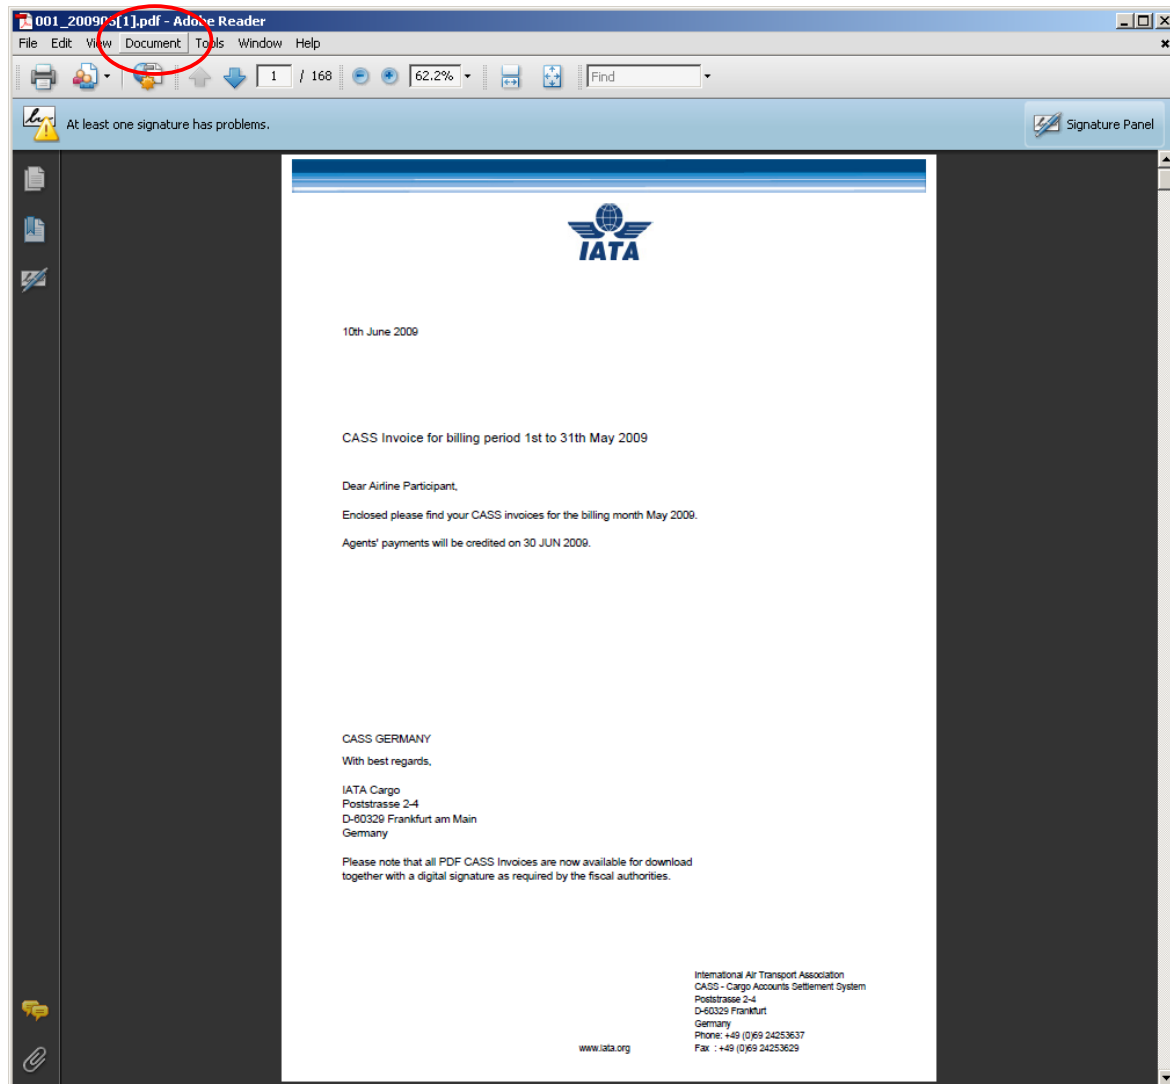 001_200905[1].pdf - Adobe Reader
File Edit View Document Tools Window Help
1 / 168 62.2% Find
At least one signature has problems.
Signature Panel
IATA
10th June 2009
CASS Invoice for billing period 1st to 31th May 2009
Dear Airline Participant,
Enclosed please find your CASS invoices for the billing month May 2009.
Agents' payments will be credited on 30 JUN 2009.
CASS GERMANY
With best regards,
IATA Cargo
Poststrasse 2-4
D-60329 Frankfurt am Main
Germany
Please note that all PDF CASS Invoices are now available for download
together with a digital signature as required by the fiscal authorities.
International Air Transport Association
CASS - Cargo Accounts Settlement System
Poststrasse 2-4
D-60329 Frankfurt
Germany
Phone: +49 (0)69 24253637
www.iata.org
Fax : +49 (0)69 24253629